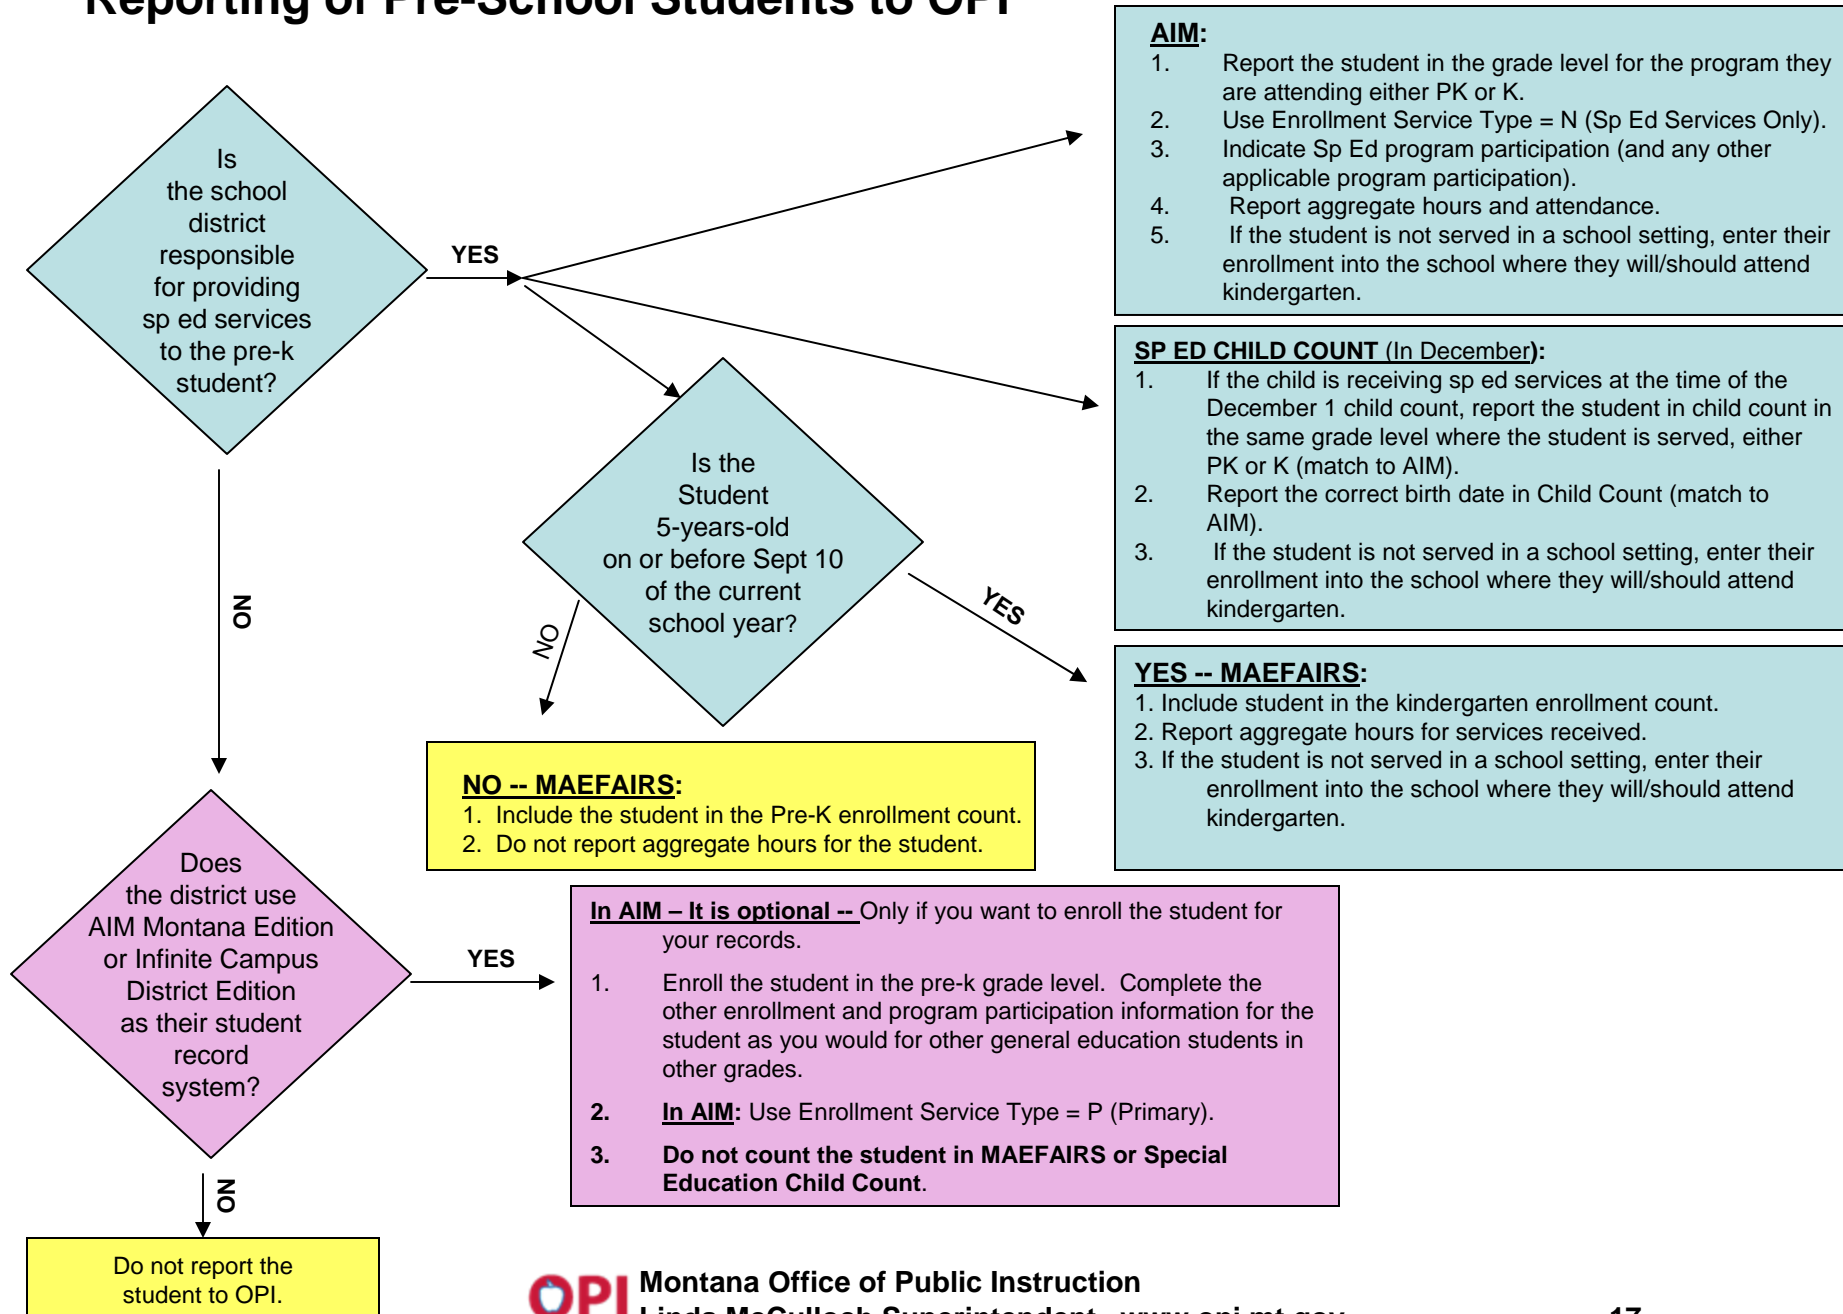 Reporting of Pre-School Students to OPI
Is
the school
district
responsible
for providing
sp ed services
to the pre-k
student?
YES
NO
AIM:
1. Report the student in the grade level for the program they
are attending either PK or K.
2. Use Enrollment Service Type = N (Sp Ed Services Only).
3. Indicate Sp Ed program participation (and any other
applicable program participation).
4. Report aggregate hours and attendance.
5. If the student is not served in a school setting, enter their
enrollment into the school where they will/should attend
kindergarten.
SP ED CHILD COUNT (In December):
1. If the child is receiving sp ed services at the time of the
December 1 child count, report the student in child count in
the same grade level where the student is served, either
PK or K (match to AIM).
2. Report the correct birth date in Child Count (match to
AIM).
3. If the student is not served in a school setting, enter their
enrollment into the school where they will/should attend
kindergarten.
Is the
Student
5-years-old
on or before Sept 10
of the current
school year?
NO
YES
YES -- MAEFAIRS:
1. Include student in the kindergarten enrollment count.
2. Report aggregate hours for services received.
3. If the student is not served in a school setting, enter their
enrollment into the school where they will/should attend
kindergarten.
NO -- MAEFAIRS:
1. Include the student in the Pre-K enrollment count.
2. Do not report aggregate hours for the student.
Does
the district use
AIM Montana Edition
or Infinite Campus
District Edition
as their student
record
system?
YES
NO
In AIM – It is optional -- Only if you want to enroll the student for
your records.
1. Enroll the student in the pre-k grade level. Complete the
other enrollment and program participation information for the
student as you would for other general education students in
other grades.
2. In AIM: Use Enrollment Service Type = P (Primary).
3. Do not count the student in MAEFAIRS or Special
Education Child Count.
Do not report the
student to OPI.
OPI
Montana Office of Public Instruction
Linda McCulloch Superintendent www.opi.mt.gov
17